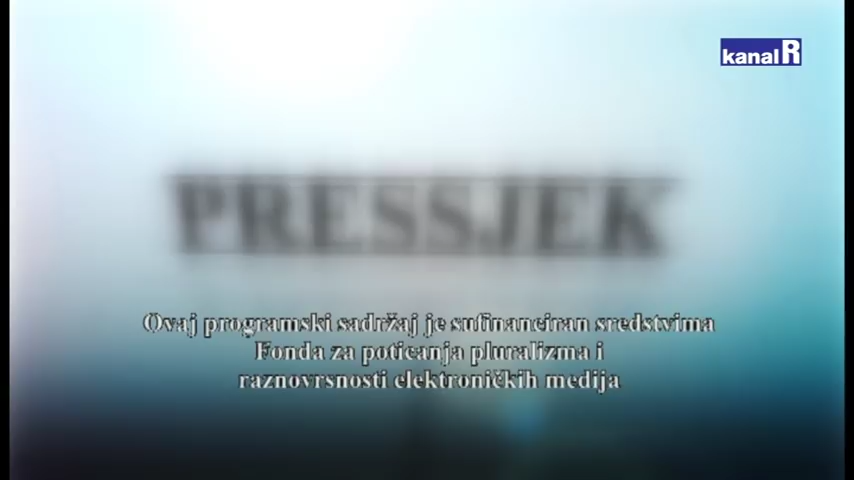 kanal R
PRESSJEK
Ovaj programski sadržaj je sufinanciran sredstvima
Fonda za poticanja pluralizma i
raznovrsnosti elektroničkih medija